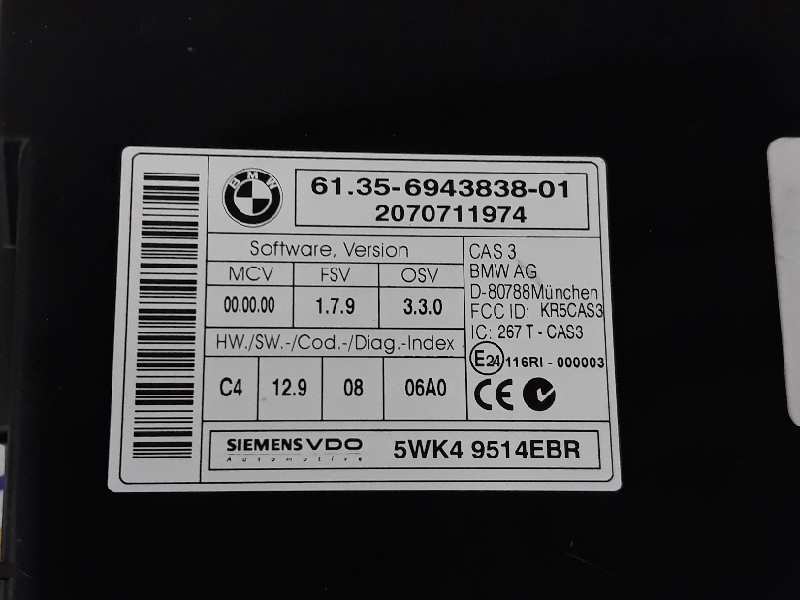 BMW
61.35-6943838-01
2070711974
Software, Version
MCV FSV OSV
00.00.00 1.7.9 3.3.0
HW./SW.-/Cod.-/Diag.-Index
C4 12.9 08 06A0
CAS 3
BMW AG
D-80788München
FCC ID: KR5CAS3
IC: 267 T - CAS3
E24 116RI - 000003
CE
SIEMENS VDO
Automotive
5WK4 9514EBR